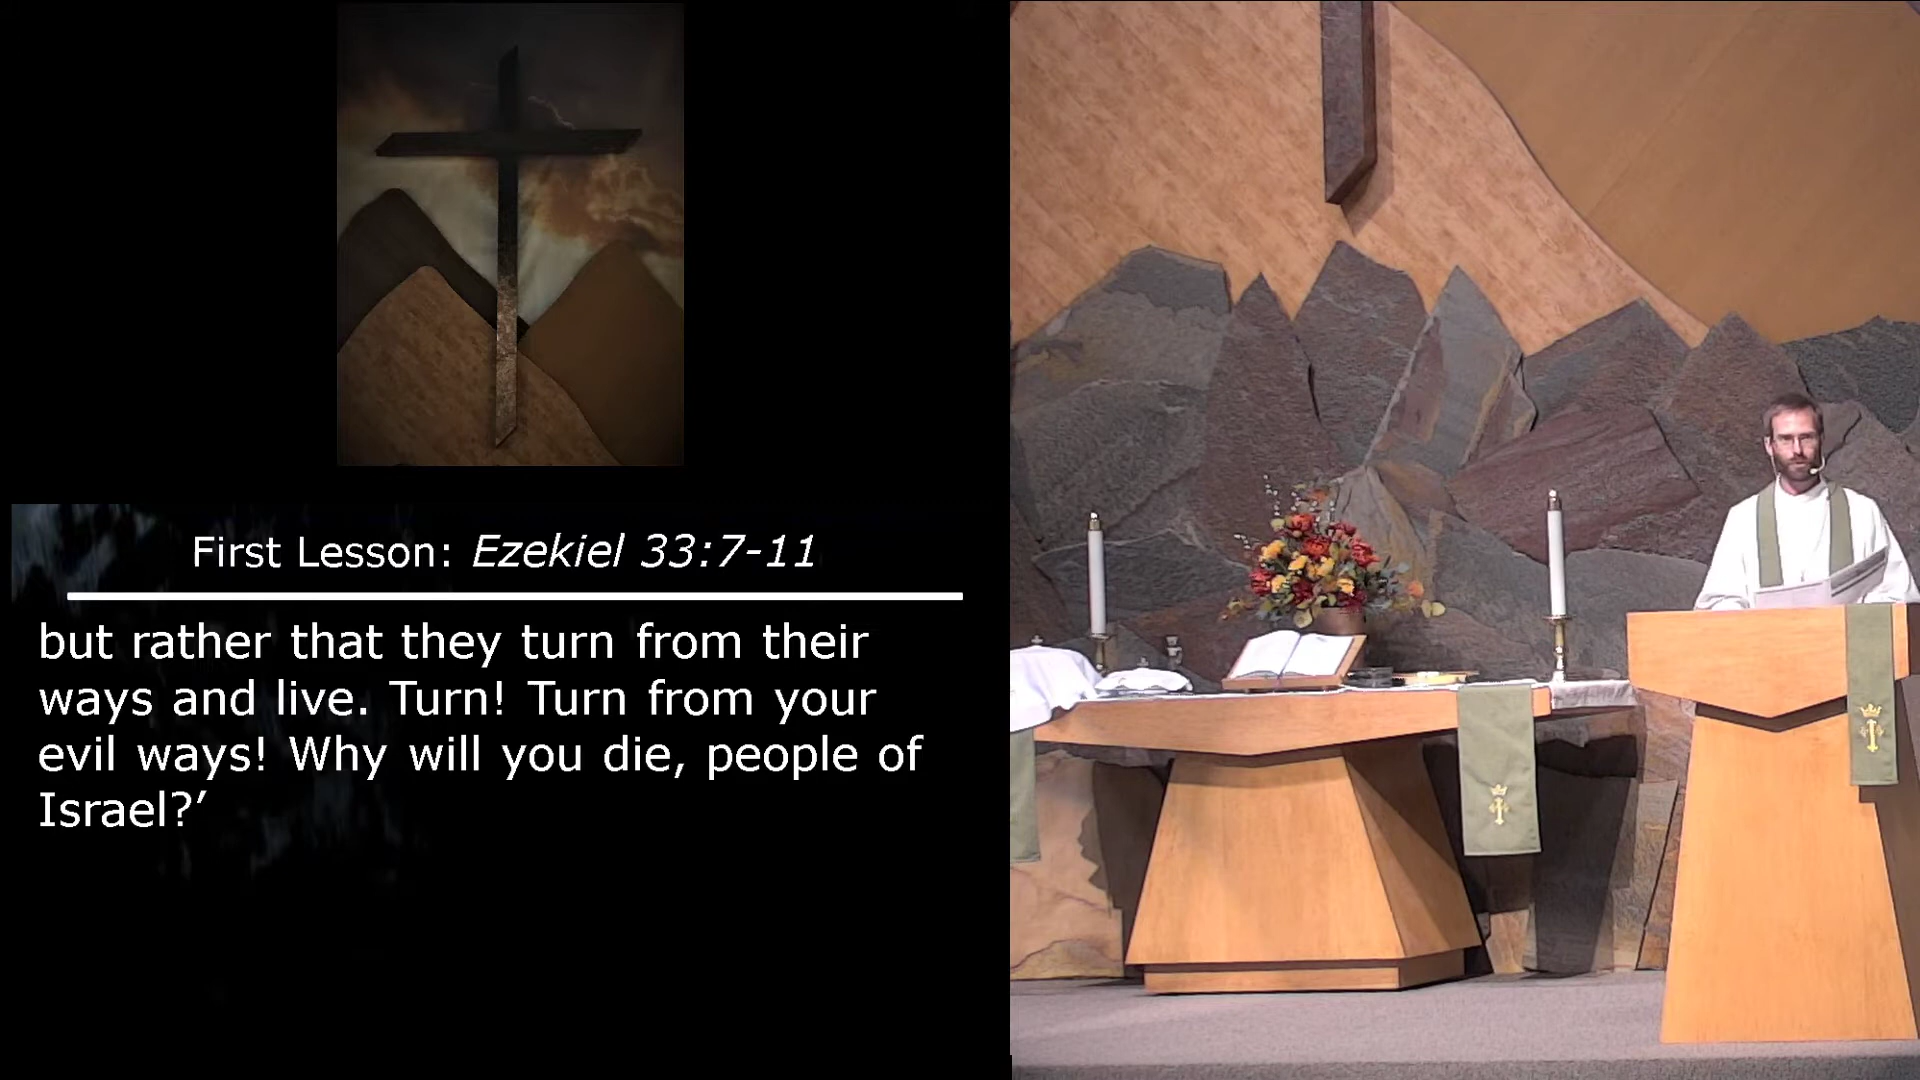 First Lesson: Ezekiel 33:7-11
but rather that they turn from their
ways and live. Turn! Turn from your
evil ways! Why will you die, people of
Israel?’